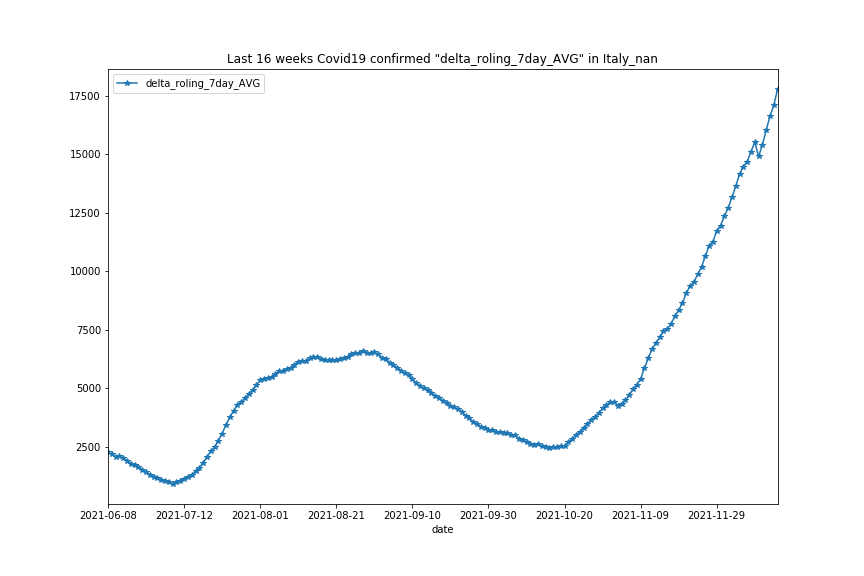 Last 16 weeks Covid19 confirmed "delta_roling_7day_AVG" in Italy_nan
delta_roling_7day_AVG
17500
15000
12500
10000
7500
5000
2500
2021-06-08 2021-07-12 2021-08-01 2021-08-21 2021-09-10 2021-09-30 2021-10-20 2021-11-09 2021-11-29
date